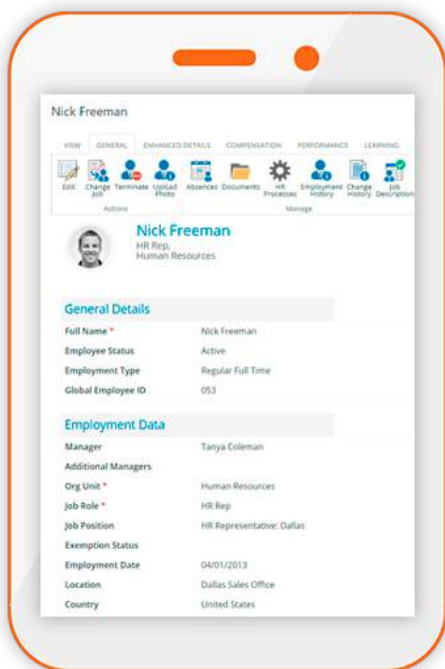 Nick Freeman
VIEW GENERAL ENHANCED DETAILS COMPENSATION PERFORMANCE LEARNING
Edit Change Job Terminate Upload Photo Absences Documents HR Processes Employment History Change History Job Description
Actions Manage
Nick Freeman
HR Rep,
Human Resources
General Details
Full Name * Nick Freeman
Employee Status Active
Employment Type Regular Full Time
Global Employee ID 053
Employment Data
Manager Tanya Coleman
Additional Managers
Org Unit * Human Resources
Job Role * HR Rep
Job Position HR Representative: Dallas
Exemption Status
Employment Date 04/01/2013
Location Dallas Sales Office
Country United States